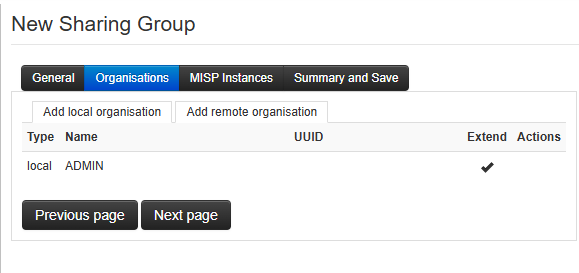 New Sharing Group
General Organisations MISP Instances Summary and Save
Add local organisation Add remote organisation
Type Name UUID Extend Actions
local ADMIN
Previous page Next page